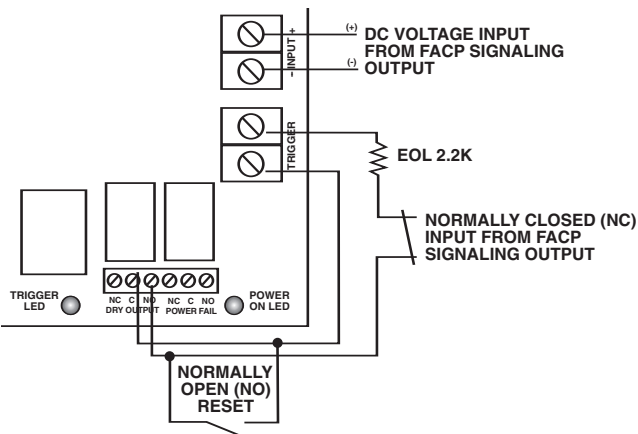 (+) DC VOLTAGE INPUT
FROM FACP SIGNALING
(-) OUTPUT
- INPUT +
TRIGGER
EOL 2.2K
NORMALLY CLOSED (NC)
INPUT FROM FACP
SIGNALING OUTPUT
TRIGGER
LED
NC C NO NC C NO
DRY OUTPUT POWER FAIL
POWER
ON LED
NORMALLY
OPEN (NO)
RESET